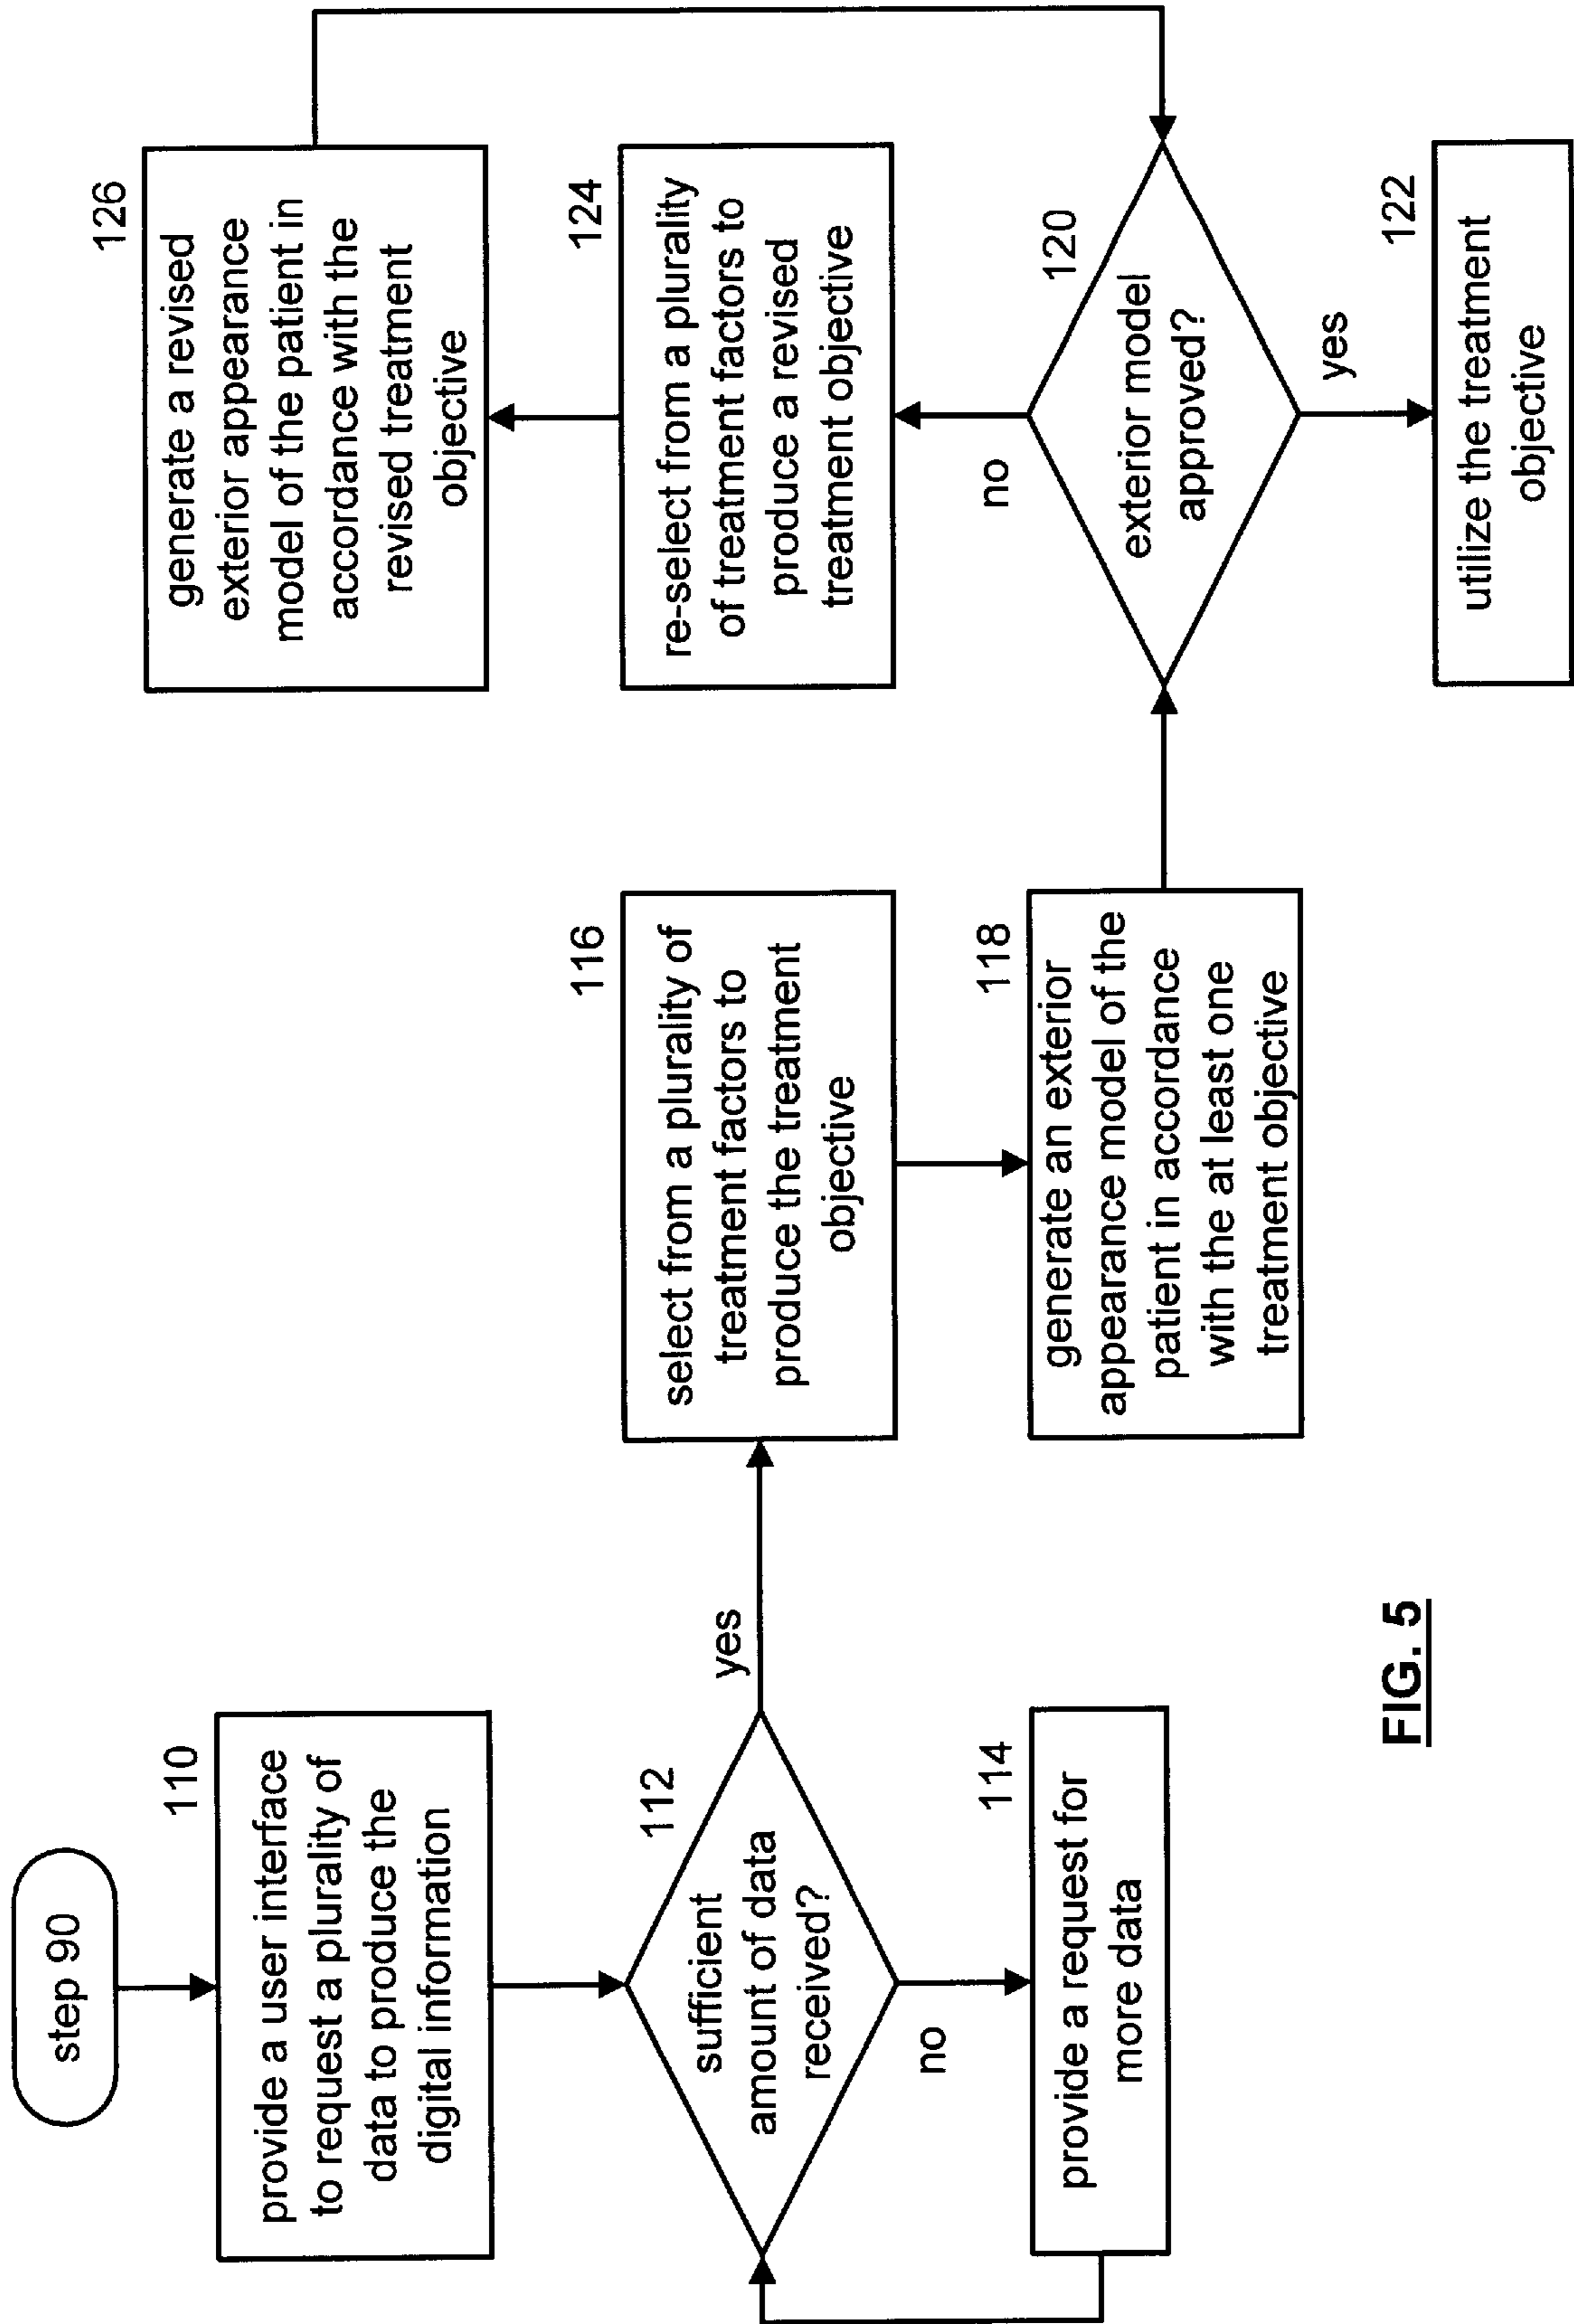 step 90
110
provide a user interface
to request a plurality of
data to produce the
digital information
112
sufficient
amount of data
received?
yes
no
114
provide a request for
more data
116
select from a plurality of
treatment factors to
produce the treatment
objective
118
generate an exterior
appearance model of the
patient in accordance
with the at least one
treatment objective
126
generate a revised
exterior appearance
model of the patient in
accordance with the
revised treatment
objective
124
re-select from a plurality
of treatment factors to
produce a revised
treatment objective
no
120
exterior model
approved?
yes
122
utilize the treatment
objective
FIG. 5